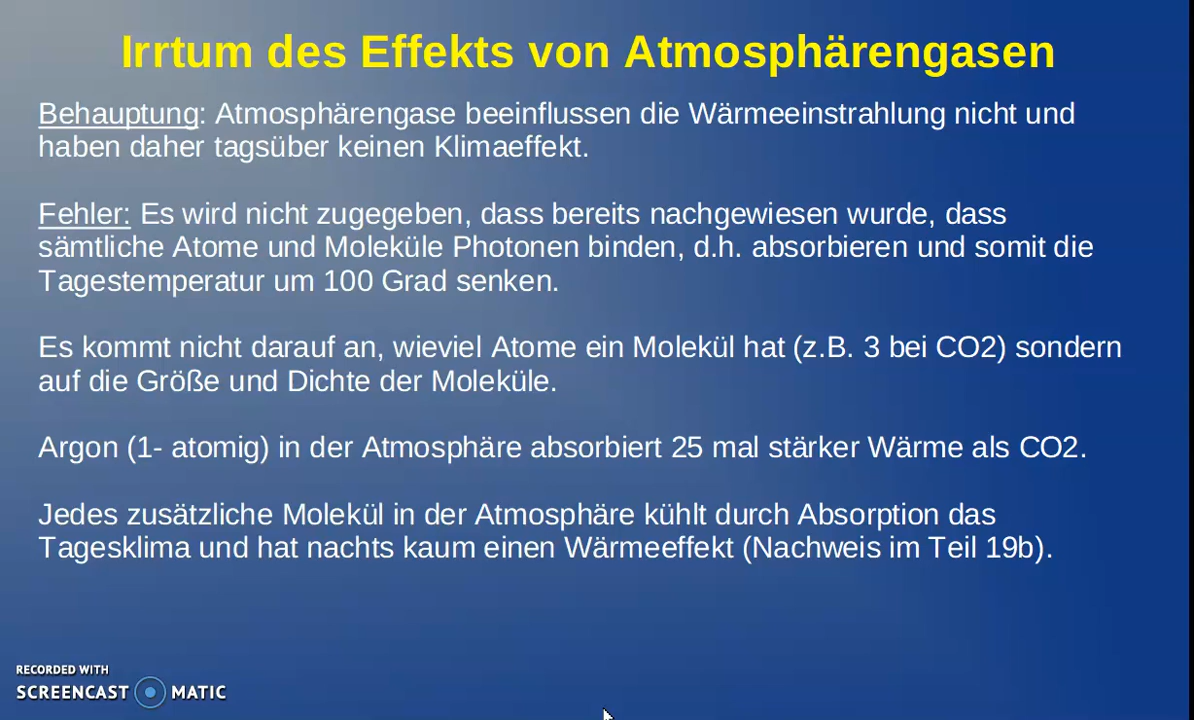 Irrtum des Effekts von Atmosphärengasen
Behauptung: Atmosphärengase beeinflussen die Wärmeeinstrahlung nicht und
haben daher tagsüber keinen Klimaeffekt.
Fehler: Es wird nicht zugegeben, dass bereits nachgewiesen wurde, dass
sämtliche Atome und Moleküle Photonen binden, d.h. absorbieren und somit die
Tagestemperatur um 100 Grad senken.
Es kommt nicht darauf an, wieviel Atome ein Molekül hat (z.B. 3 bei CO2) sondern
auf die Größe und Dichte der Moleküle.
Argon (1- atomig) in der Atmosphäre absorbiert 25 mal stärker Wärme als CO2.
Jedes zusätzliche Molekül in der Atmosphäre kühlt durch Absorption das
Tagesklima und hat nachts kaum einen Wärmeeffekt (Nachweis im Teil 19b).
RECORDED WITH
SCREENCAST MATIC